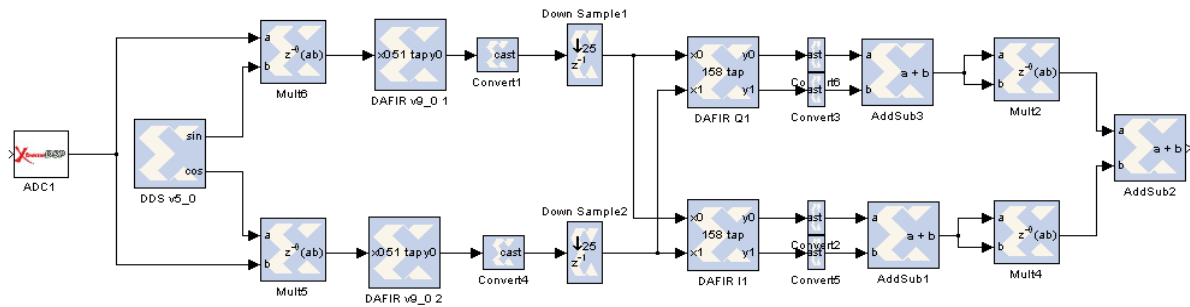 Down Sample1
a
b
z⁻⁰(ab)
Mult6
x0 51 tap y0
DAFIR v9_0 1
cast
Convert1
↓25
z⁻¹
x0
x1
158 tap
y0
y1
DAFIR Q1
ast
Convert6
ast
Convert3
a
b
a + b
AddSub3
a
b
z⁻⁰(ab)
Mult2
XtremeDSP
ADC1
sin
cos
DDS v5_0
a
b
a + b
AddSub2
Down Sample2
a
b
z⁻⁰(ab)
Mult5
x0 51 tap y0
DAFIR v9_0 2
cast
Convert4
↓25
z⁻¹
x0
x1
158 tap
y0
y1
DAFIR I1
ast
Convert2
ast
Convert5
a
b
a + b
AddSub1
a
b
z⁻⁰(ab)
Mult4